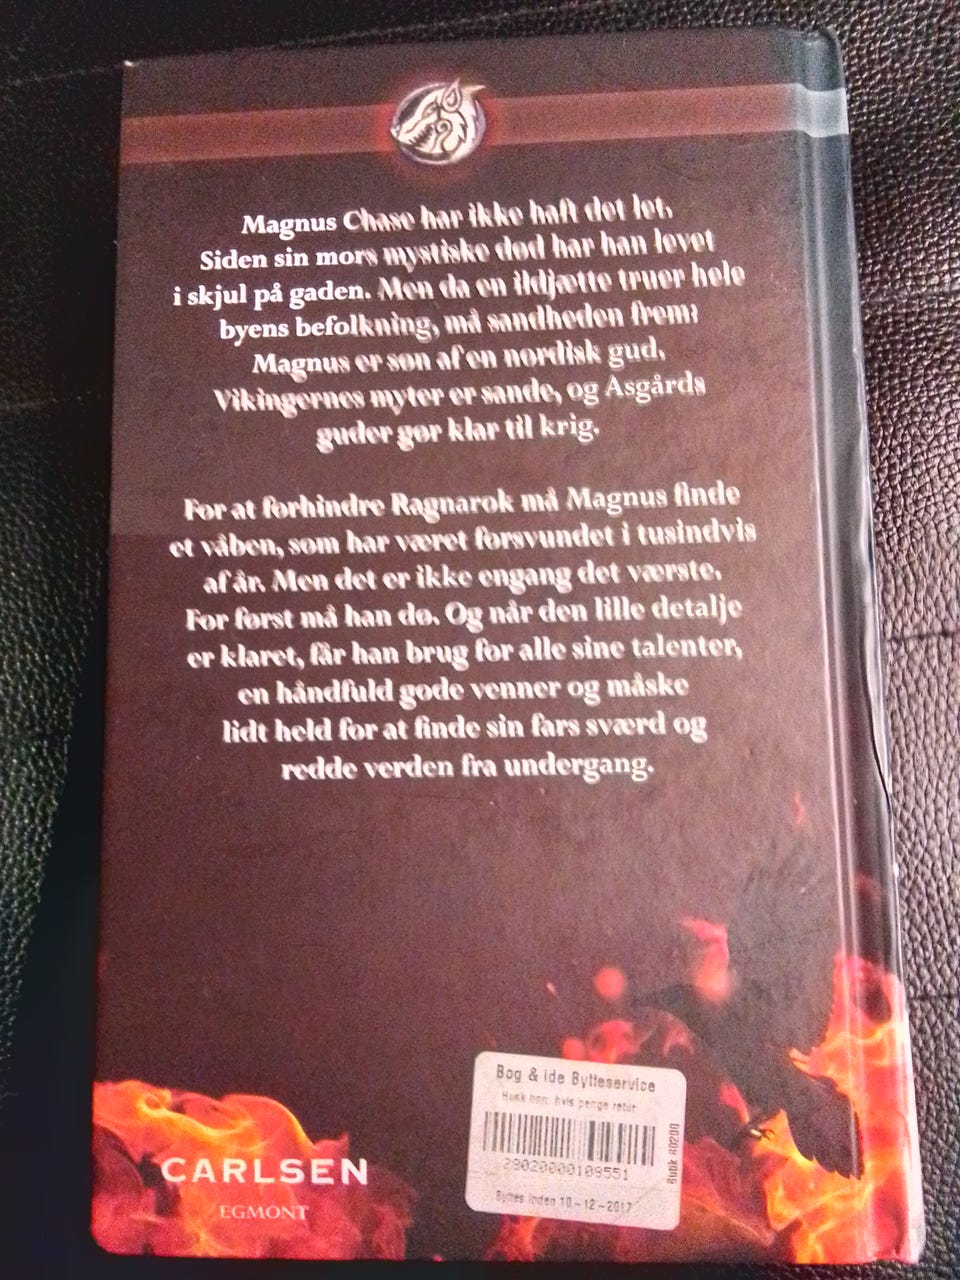 Magnus Chase har ikke haft det let.
Siden sin mors mystiske død har han levet
i skjul på gaden. Men da en ildjætte truer hele
byens befolkning, må sandheden frem:
Magnus er søn af en nordisk gud,
Vikingernes myter er sande, og Asgårds
guder gør klar til krig.
For at forhindre Ragnarok må Magnus finde
et våben, som har været forsvundet i tusindvis
af år. Men det er ikke engang det værste.
For først må han dø. Og når den lille detalje
er klaret, får han brug for alle sine talenter,
en håndfuld gode venner og måske
lidt held for at finde sin fars sværd og
redde verden fra undergang.
Bog & ide Bytteservice
Husk bon, hvis penge retur
Butik 80200
Byttes inden 10-12-2017
CARLSEN
EGMONT